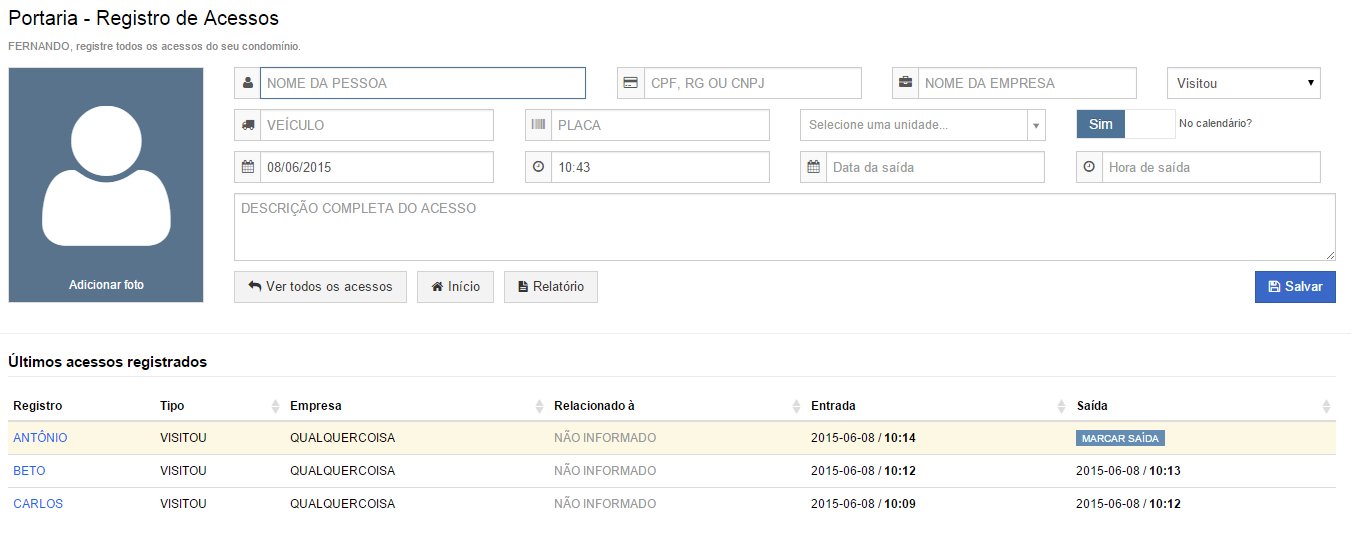 Portaria - Registro de Acessos
FERNANDO, registre todos os acessos do seu condomínio.
NOME DA PESSOA CPF, RG OU CNPJ NOME DA EMPRESA Visitou
VEÍCULO PLACA Selecione uma unidade... Sim No calendário?
08/06/2015 10:43 Data da saída Hora de saída
DESCRIÇÃO COMPLETA DO ACESSO
Adicionar foto Ver todos os acessos Início Relatório Salvar
Últimos acessos registrados
Registro Tipo Empresa Relacionado à Entrada Saída
ANTÔNIO VISITOU QUALQUERCOISA NÃO INFORMADO 2015-06-08 / 10:14 MARCAR SAÍDA
BETO VISITOU QUALQUERCOISA NÃO INFORMADO 2015-06-08 / 10:12 2015-06-08 / 10:13
CARLOS VISITOU QUALQUERCOISA NÃO INFORMADO 2015-06-08 / 10:09 2015-06-08 / 10:12